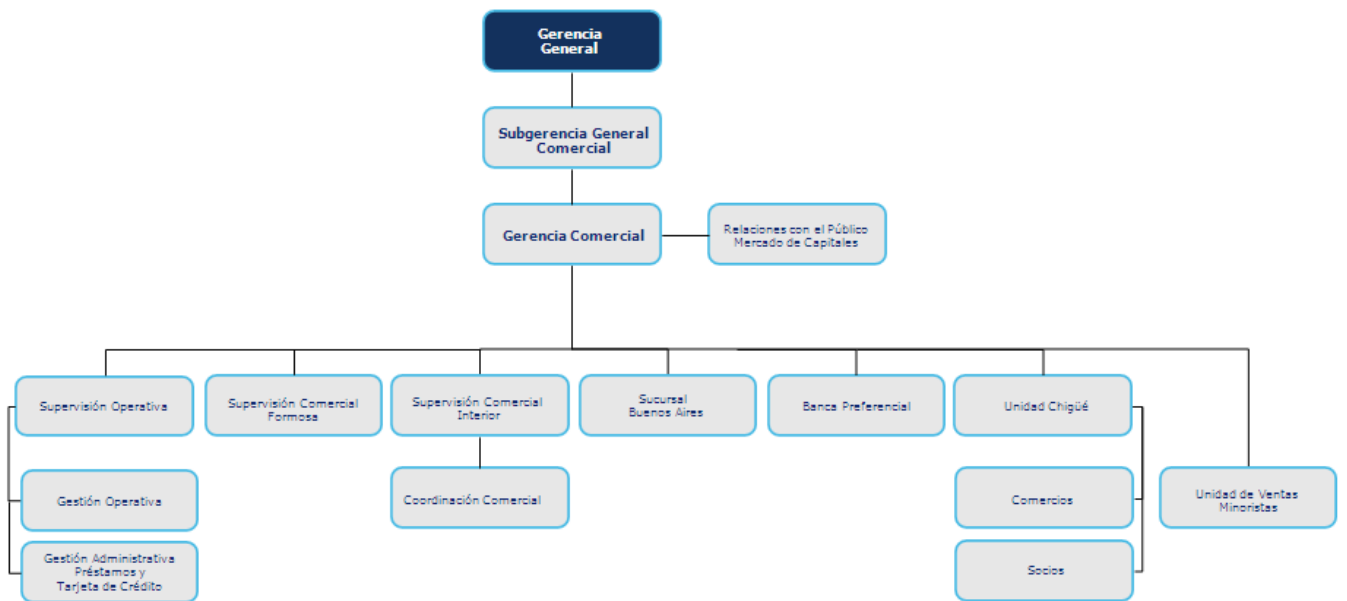 Gerencia
General
Subgerencia General
Comercial
Gerencia Comercial
Relaciones con el Público
Mercado de Capitales
Supervisión Operativa
Supervisión Comercial
Formosa
Supervisión Comercial
Interior
Sucursal
Buenos Aires
Banca Preferencial
Unidad Chigüé
Gestión Operativa
Coordinación Comercial
Comercios
Unidad de Ventas
Minoristas
Gestión Administrativa
Préstamos y
Tarjeta de Crédito
Socios